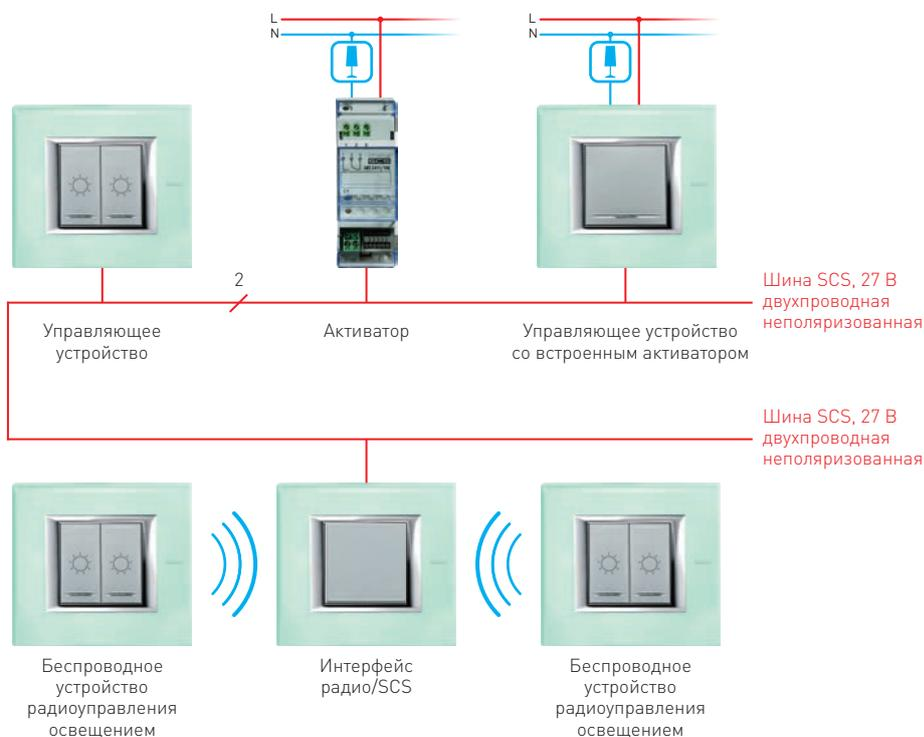 L
N
L
N
2
Шина SCS, 27 В
двухпроводная
неполяризованная
Управляющее
устройство
Активатор
Управляющее устройство
со встроенным активатором
Шина SCS, 27 В
двухпроводная
неполяризованная
Беспроводное
устройство
радиоуправления
освещением
Интерфейс
радио/SCS
Беспроводное
устройство
радиоуправления
освещением